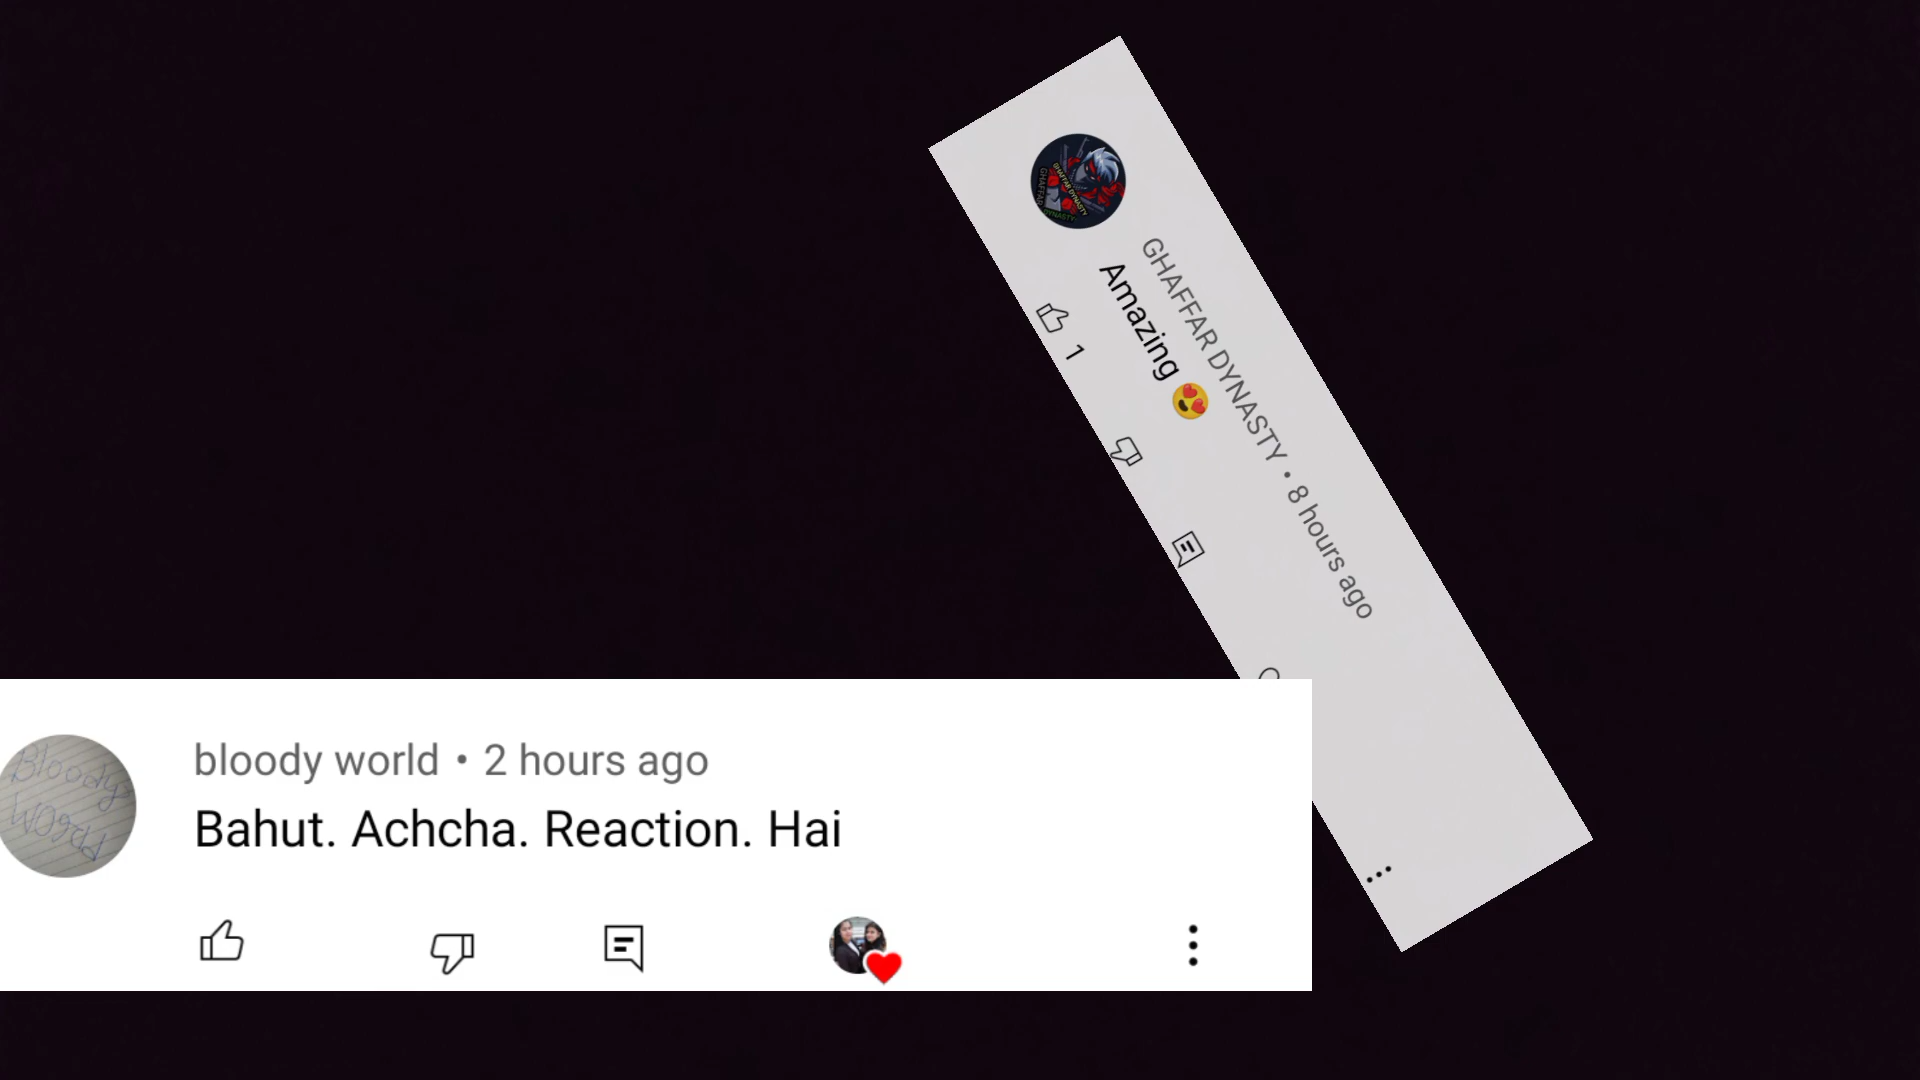 GHAFFAR DYNASTY • 8 hours ago
Amazing 😍
1
bloody world • 2 hours ago
Bahut. Achcha. Reaction. Hai